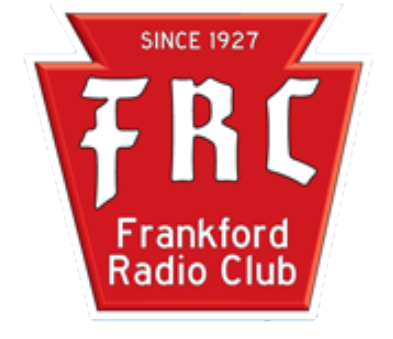 SINCE 1927
FRC
Frankford
Radio Club